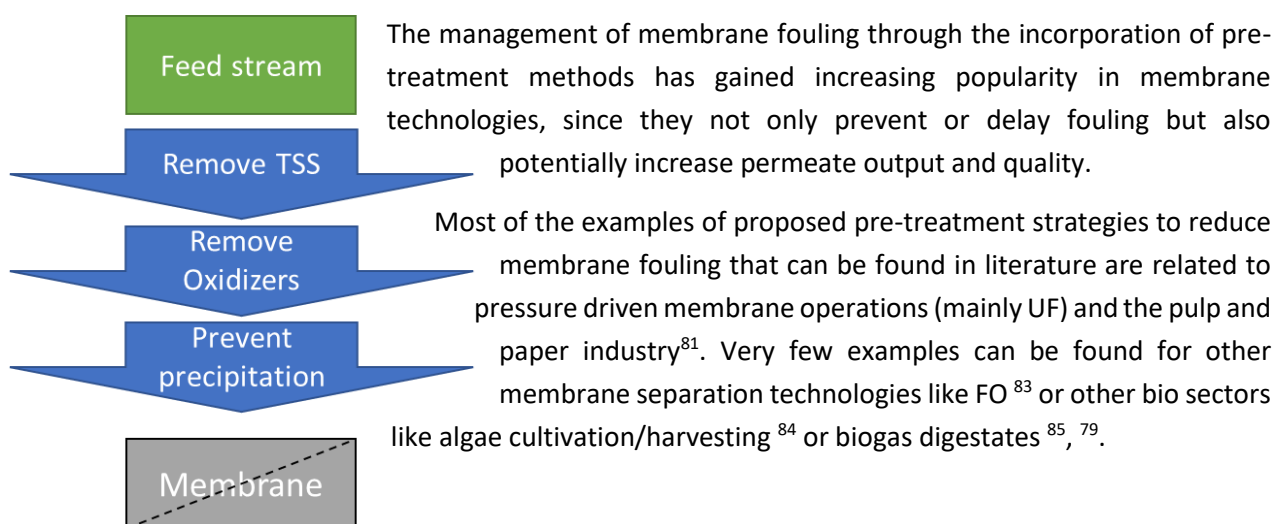 Feed stream
Remove TSS
Remove
Oxidizers
Prevent
precipitation
Membrane
The management of membrane fouling through the incorporation of pre-
treatment methods has gained increasing popularity in membrane
technologies, since they not only prevent or delay fouling but also
potentially increase permeate output and quality.
Most of the examples of proposed pre-treatment strategies to reduce
membrane fouling that can be found in literature are related to
pressure driven membrane operations (mainly UF) and the pulp and
paper industry⁸¹. Very few examples can be found for other
membrane separation technologies like FO ⁸³ or other bio sectors
like algae cultivation/harvesting ⁸⁴ or biogas digestates ⁸⁵, ⁷⁹.